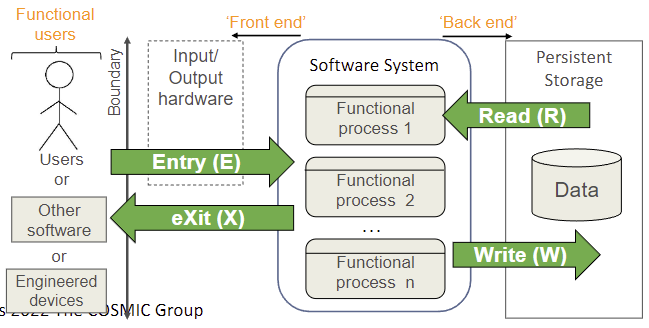 Functional
users
'Front end'
'Back end'
Boundary
Input/
Output
hardware
Software System
Persistent
Storage
Functional
process 1
Read (R)
Users
or
Entry (E)
Functional
process 2
Data
Other
software
eXit (X)
...
or
Functional
process n
Write (W)
Engineered
devices
s 2022 The COSMIC Group